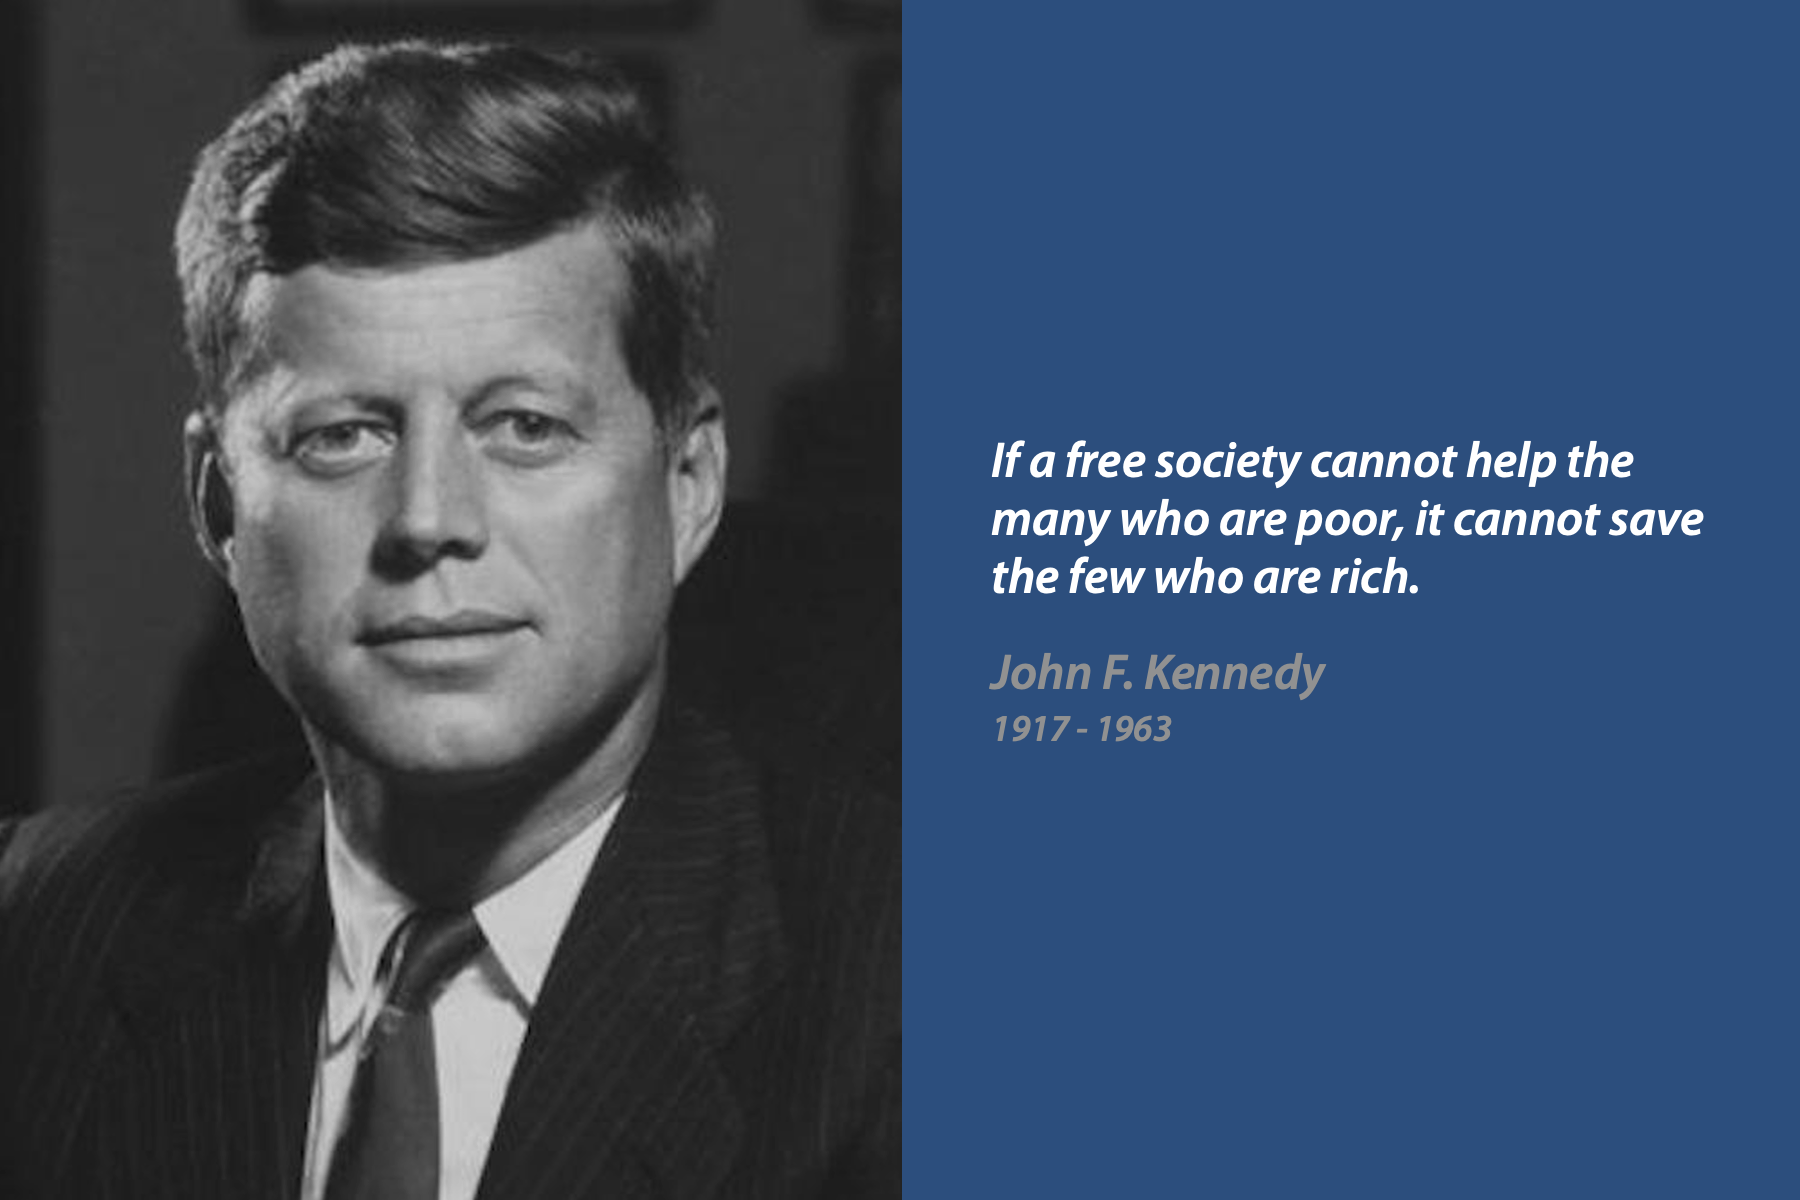 If a free society cannot help the
many who are poor, it cannot save
the few who are rich.
John F. Kennedy
1917 - 1963